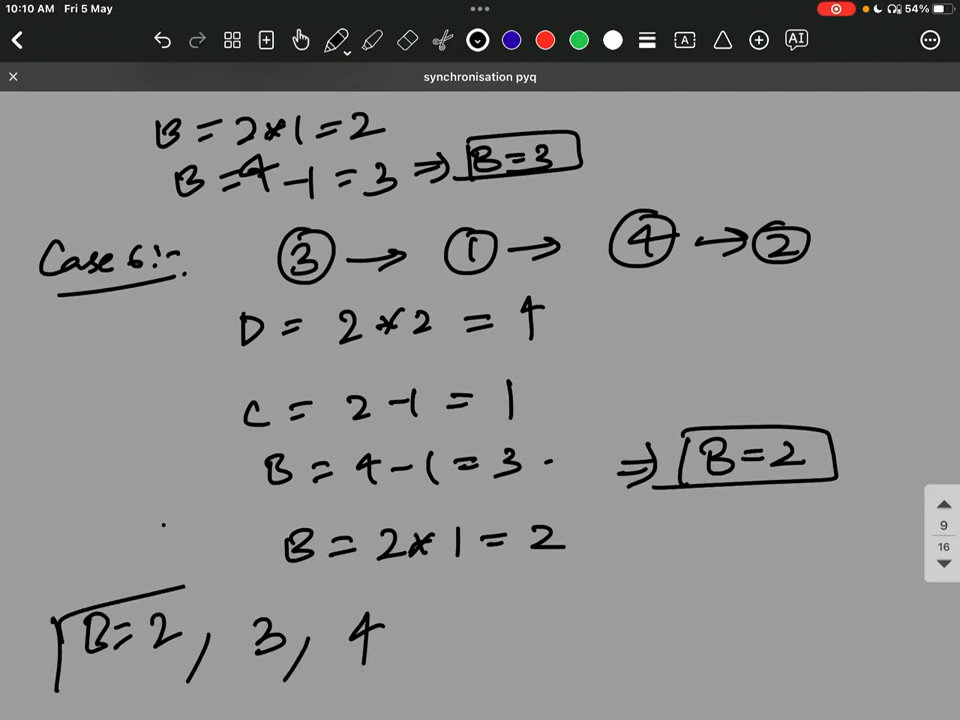 10:10 AM Fri 5 May 54%
A AI
synchronisation pyq
B = 2*1 = 2
B = 4-1 = 3 ⇒ B=3
Case 6:- ③ → ① → ④ → ②
D = 2*2 = 4
C = 2-1 = 1
B = 4-1 = 3 . ⇒ B=2
B = 2*1 = 2
B=2, 3, 4
9
16